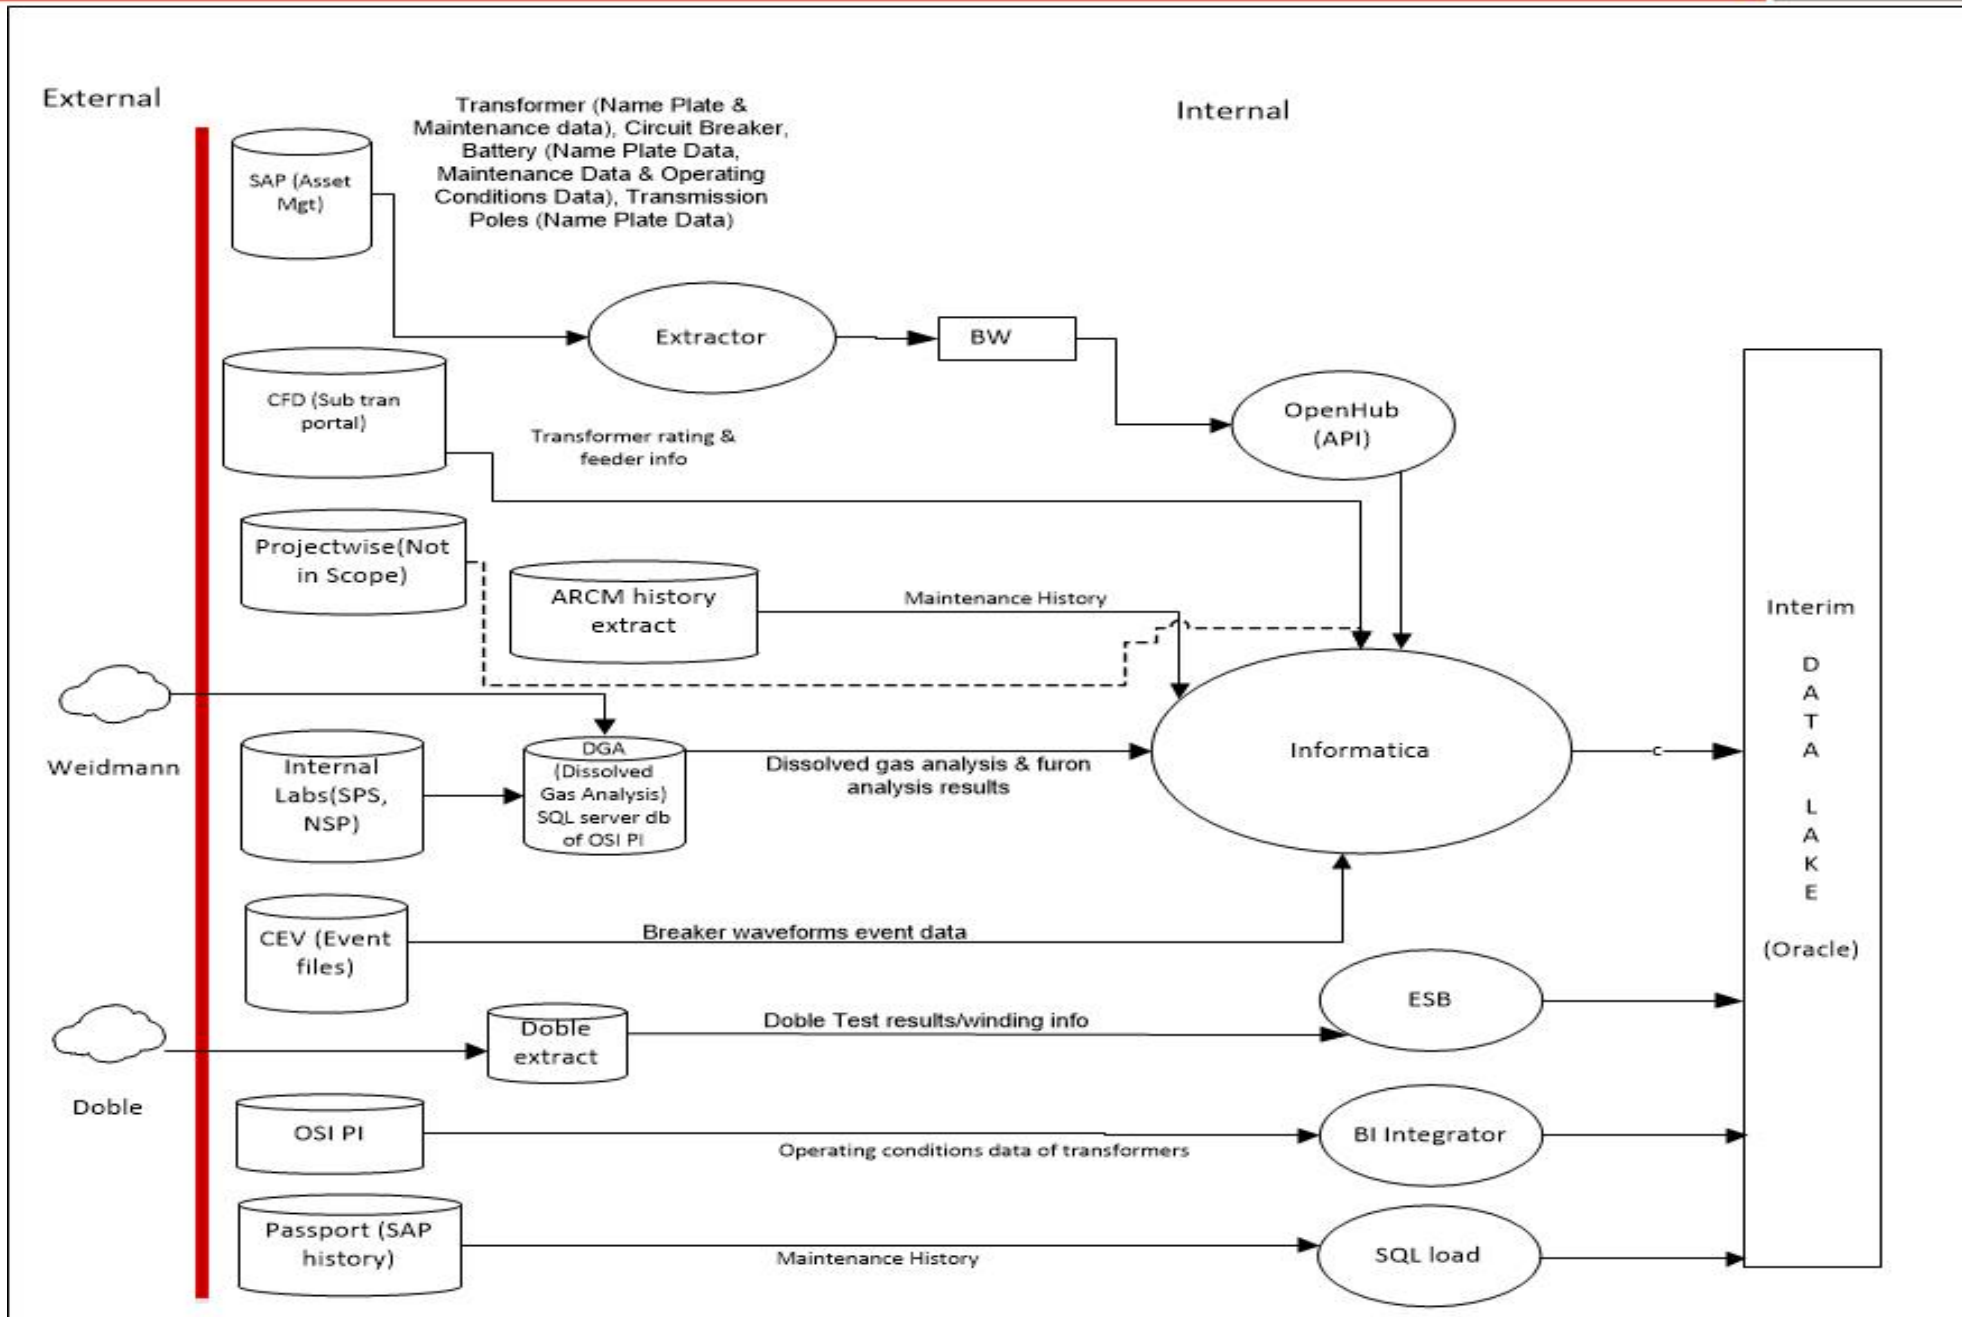 External
Internal
Transformer (Name Plate &
Maintenance data), Circuit Breaker,
Battery (Name Plate Data,
Maintenance Data & Operating
Conditions Data), Transmission
Poles (Name Plate Data)
SAP (Asset
Mgt)
Extractor
BW
OpenHub
(API)
CFD (Sub tran
portal)
Transformer rating &
feeder info
Projectwise(Not
in Scope)
ARCM history
extract
Maintenance History
Weidmann
Internal
Labs(SPS,
NSP)
DGA
(Dissolved
Gas Analysis)
SQL server db
of OSI PI
Dissolved gas analysis & furon
analysis results
Informatica
c
Interim
D
A
T
A
L
A
K
E
(Oracle)
CEV (Event
files)
Breaker waveforms event data
ESB
Doble
Doble
extract
Doble Test results/winding info
OSI PI
Operating conditions data of transformers
BI Integrator
Passport (SAP
history)
Maintenance History
SQL load